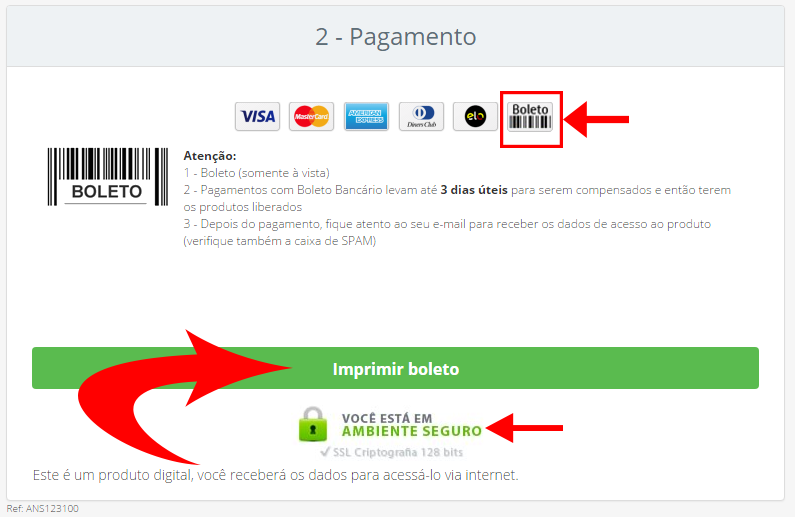 2 - Pagamento
VISA
MasterCard
AMERICAN EXPRESS
Diners Club
elo
Boleto
BOLETO
Atenção:
1 - Boleto (somente à vista)
2 - Pagamentos com Boleto Bancário levam até 3 dias úteis para serem compensados e então terem
os produtos liberados
3 - Depois do pagamento, fique atento ao seu e-mail para receber os dados de acesso ao produto
(verifique também a caixa de SPAM)
Imprimir boleto
VOCÊ ESTÁ EM
AMBIENTE SEGURO
SSL Criptografia 128 bits
Este é um produto digital, você receberá os dados para acessá-lo via internet.
Ref: ANS123100